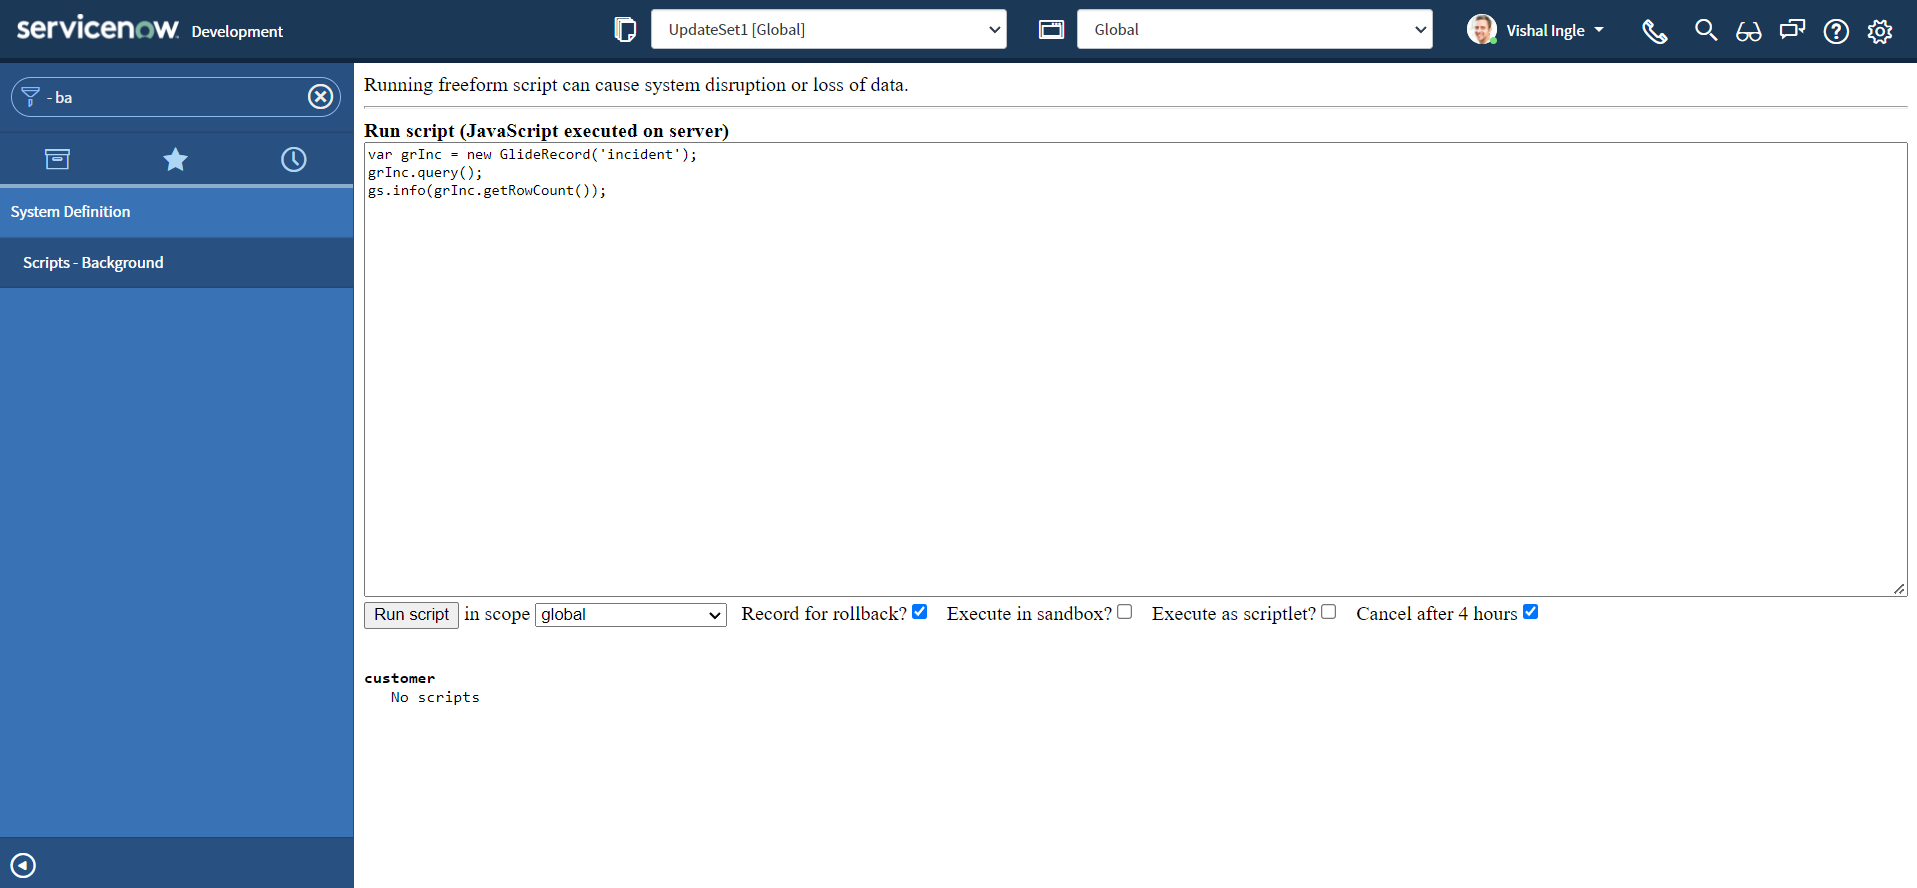 servicenow. Development
UpdateSet1 [Global]
Global
Vishal Ingle
- ba
System Definition
Scripts - Background
Running freeform script can cause system disruption or loss of data.
Run script (JavaScript executed on server)
var grInc = new GlideRecord('incident');
grInc.query();
gs.info(grInc.getRowCount());
Run script in scope global Record for rollback? Execute in sandbox? Execute as scriptlet? Cancel after 4 hours
customer
No scripts